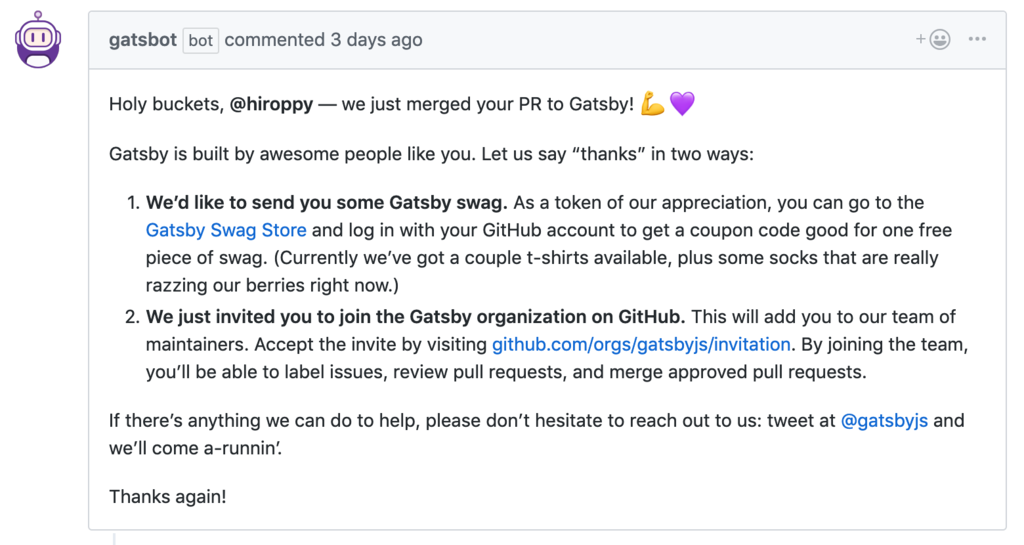 gatsbot bot commented 3 days ago
Holy buckets, @hiroppy — we just merged your PR to Gatsby! 💪💜
Gatsby is built by awesome people like you. Let us say “thanks” in two ways:
1. We’d like to send you some Gatsby swag. As a token of our appreciation, you can go to the
Gatsby Swag Store and log in with your GitHub account to get a coupon code good for one free
piece of swag. (Currently we’ve got a couple t-shirts available, plus some socks that are really
razzing our berries right now.)
2. We just invited you to join the Gatsby organization on GitHub. This will add you to our team of
maintainers. Accept the invite by visiting github.com/orgs/gatsbyjs/invitation. By joining the team,
you’ll be able to label issues, review pull requests, and merge approved pull requests.
If there’s anything we can do to help, please don’t hesitate to reach out to us: tweet at @gatsbyjs and
we’ll come a-runnin’.
Thanks again!